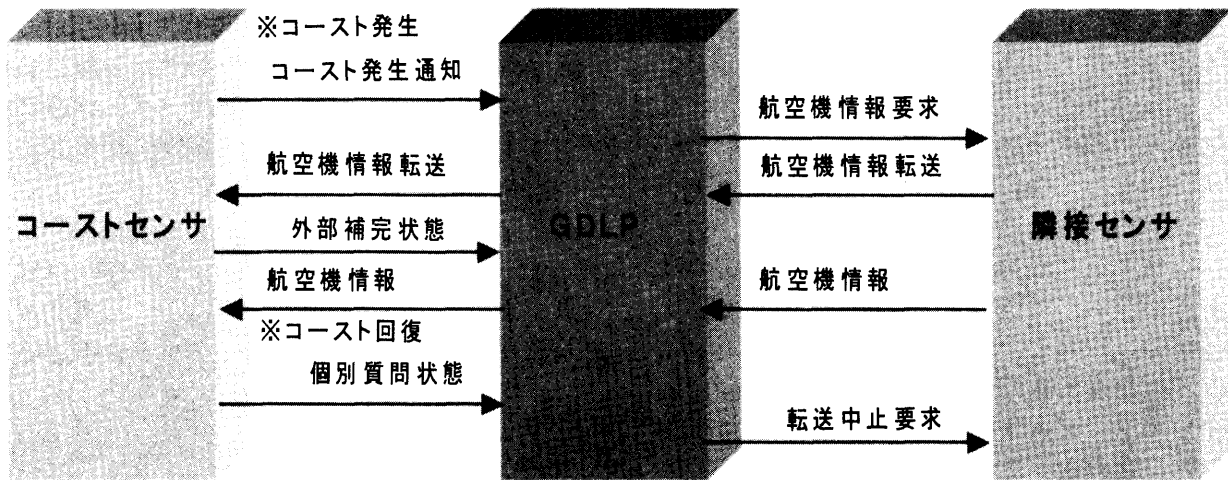 ※コースト発生
コースト発生通知
航空機情報要求
航空機情報転送
航空機情報転送
コーストセンサ
外部補完状態
GDLP
隣接センサ
航空機情報
航空機情報
※コースト回復
個別質問状態
転送中止要求